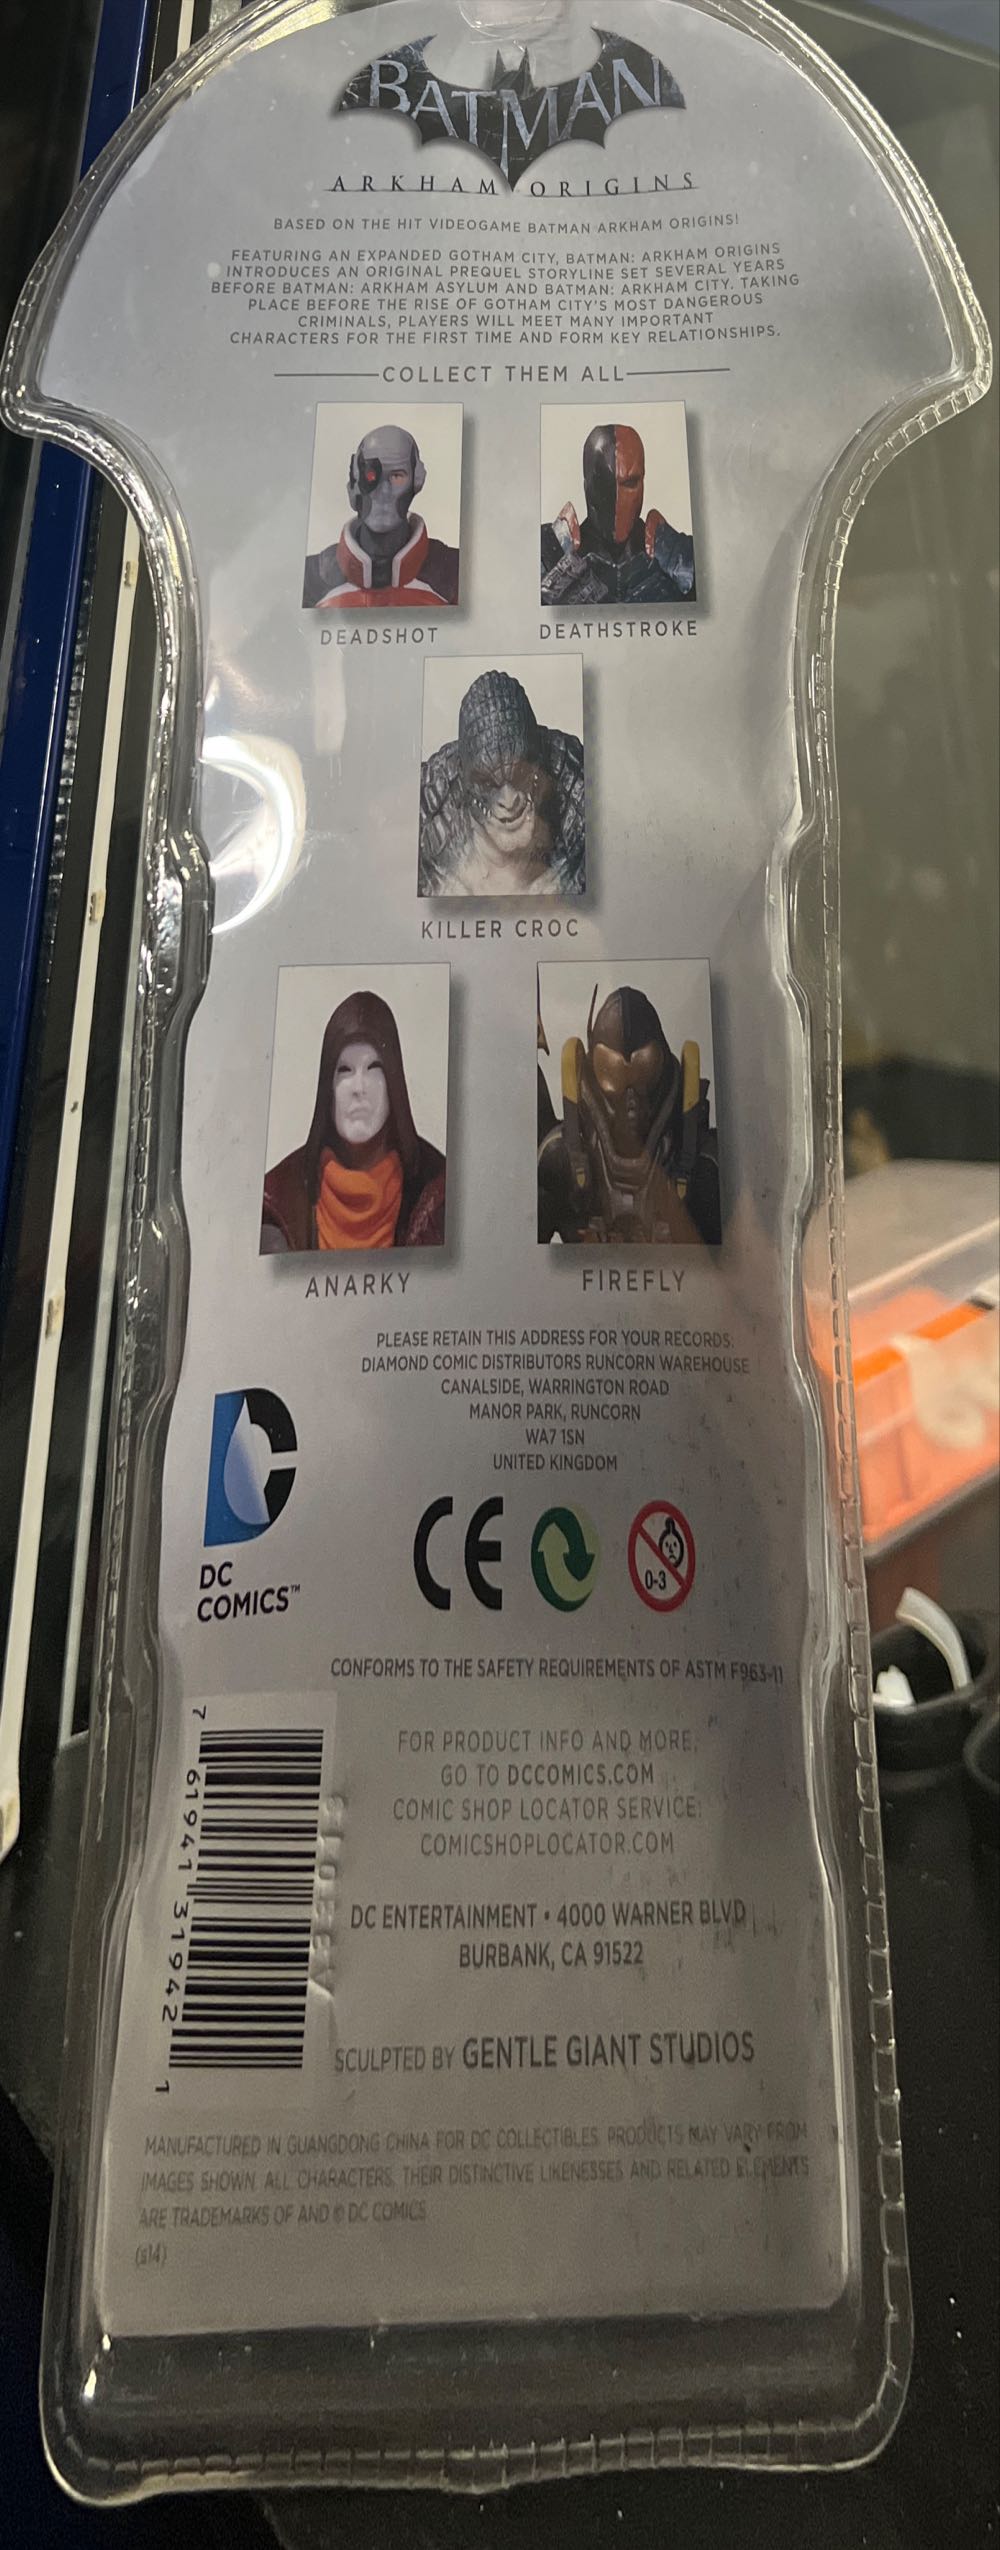 BATMAN
ARKHAM ORIGINS
BASED ON THE HIT VIDEOGAME BATMAN ARKHAM ORIGINS!
FEATURING AN EXPANDED GOTHAM CITY, BATMAN: ARKHAM ORIGINS
INTRODUCES AN ORIGINAL PREQUEL STORYLINE SET SEVERAL YEARS
BEFORE BATMAN: ARKHAM ASYLUM AND BATMAN: ARKHAM CITY. TAKING
PLACE BEFORE THE RISE OF GOTHAM CITY'S MOST DANGEROUS
CRIMINALS, PLAYERS WILL MEET MANY IMPORTANT
CHARACTERS FOR THE FIRST TIME AND FORM KEY RELATIONSHIPS.
COLLECT THEM ALL
DEADSHOT
DEATHSTROKE
KILLER CROC
ANARKY
FIREFLY
PLEASE RETAIN THIS ADDRESS FOR YOUR RECORDS.
DIAMOND COMIC DISTRIBUTORS RUNCORN WAREHOUSE
CANALSIDE, WARRINGTON ROAD
MANOR PARK, RUNCORN
WA7 1SN
UNITED KINGDOM
DC
COMICS™
CE
0-3
CONFORMS TO THE SAFETY REQUIREMENTS OF ASTM F963-11
7 61941 31942 1
FOR PRODUCT INFO AND MORE,
GO TO DCCOMICS.COM
COMIC SHOP LOCATOR SERVICE:
COMICSHOPLOCATOR.COM
DC ENTERTAINMENT • 4000 WARNER BLVD
BURBANK, CA 91522
SCULPTED BY GENTLE GIANT STUDIOS
MANUFACTURED IN GUANGDONG CHINA FOR DC COLLECTIBLES. PRODUCTS MAY VARY FROM
IMAGES SHOWN. ALL CHARACTERS, THEIR DISTINCTIVE LIKENESSES AND RELATED ELEMENTS
ARE TRADEMARKS OF AND © DC COMICS.
(s14)